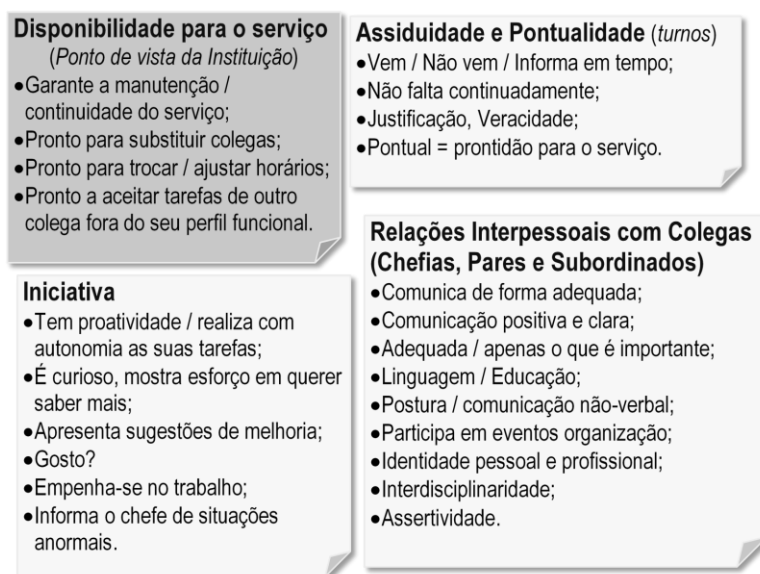 Disponibilidade para o serviço
(Ponto de vista da Instituição)
●Garante a manutenção /
continuidade do serviço;
●Pronto para substituir colegas;
●Pronto para trocar / ajustar horários;
●Pronto a aceitar tarefas de outro
colega fora do seu perfil funcional.
Assiduidade e Pontualidade (turnos)
●Vem / Não vem / Informa em tempo;
●Não falta continuadamente;
●Justificação, Veracidade;
●Pontual = prontidão para o serviço.
Iniciativa
●Tem proatividade / realiza com
autonomia as suas tarefas;
●É curioso, mostra esforço em querer
saber mais;
●Apresenta sugestões de melhoria;
●Gosto?
●Empenha-se no trabalho;
●Informa o chefe de situações
anormais.
Relações Interpessoais com Colegas
(Chefias, Pares e Subordinados)
●Comunica de forma adequada;
●Comunicação positiva e clara;
●Adequada / apenas o que é importante;
●Linguagem / Educação;
●Postura / comunicação não-verbal;
●Participa em eventos organização;
●Identidade pessoal e profissional;
●Interdisciplinaridade;
●Assertividade.